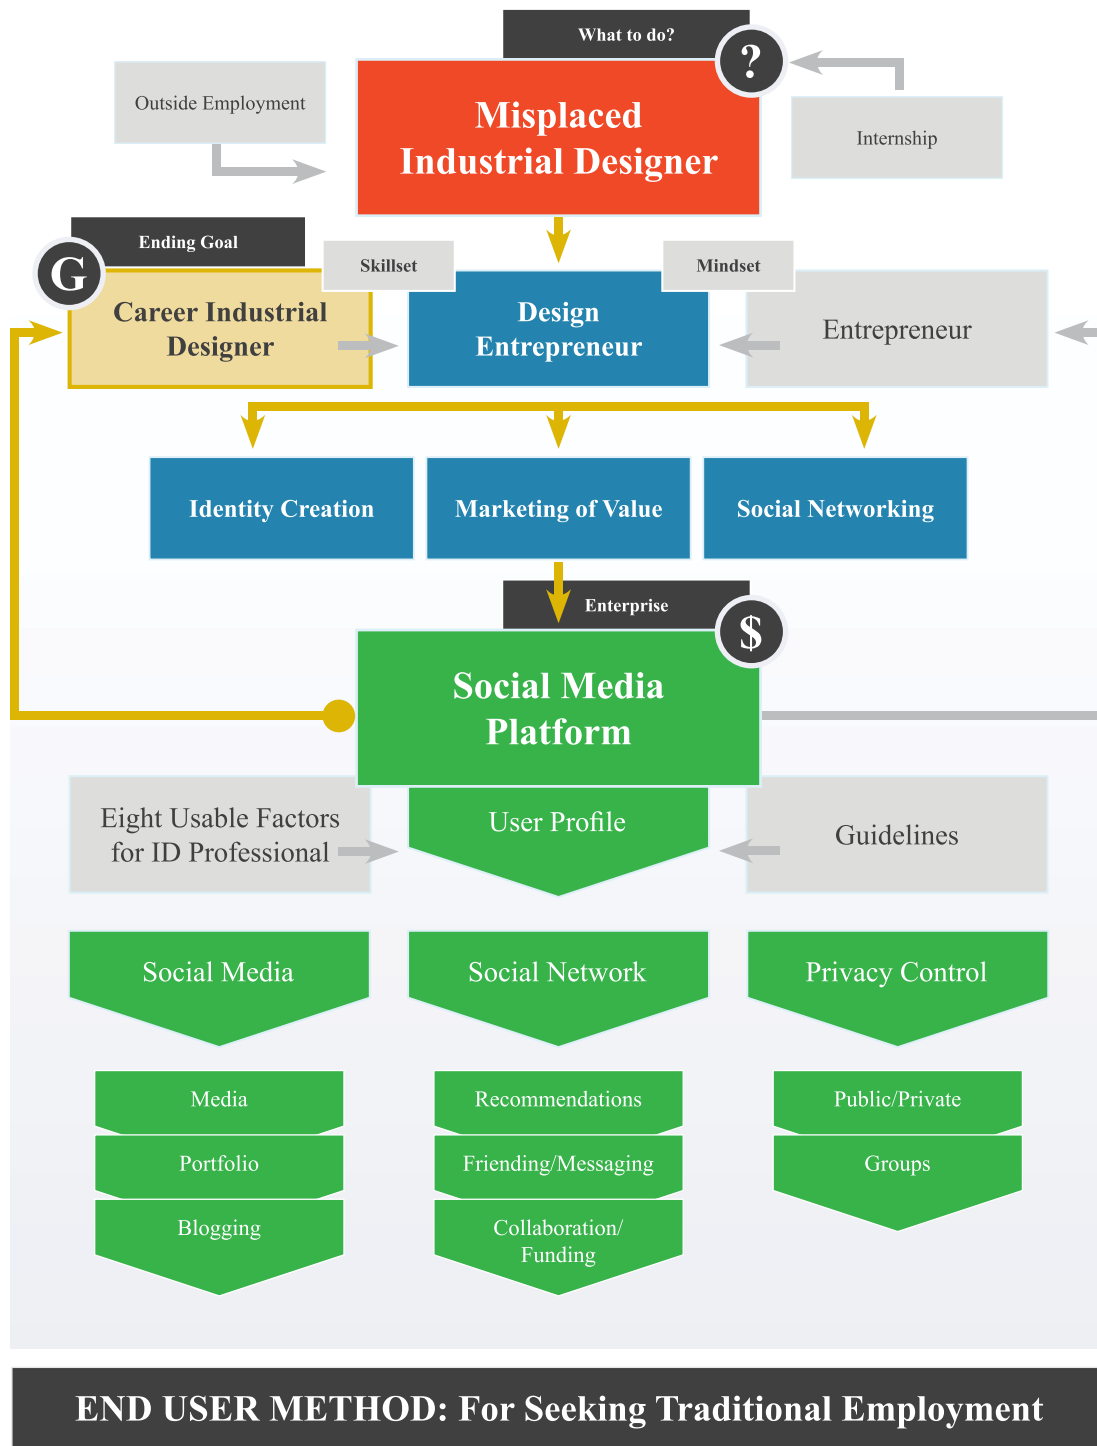 What to do?
?
Misplaced
Industrial Designer
Outside Employment
Internship
Ending Goal
G
Career Industrial
Designer
Skillset
Design
Entrepreneur
Mindset
Entrepreneur
Identity Creation
Marketing of Value
Social Networking
Enterprise
$
Social Media
Platform
Eight Usable Factors
for ID Professional
User Profile
Guidelines
Social Media
Social Network
Privacy Control
Media
Portfolio
Blogging
Recommendations
Friending/Messaging
Collaboration/
Funding
Public/Private
Groups
END USER METHOD: For Seeking Traditional Employment